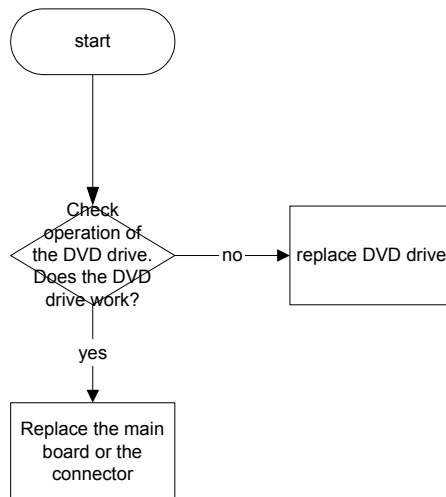 start
Check
operation of
the DVD drive.
Does the DVD
drive work?
no
replace DVD drive
yes
Replace the main
board or the
connector